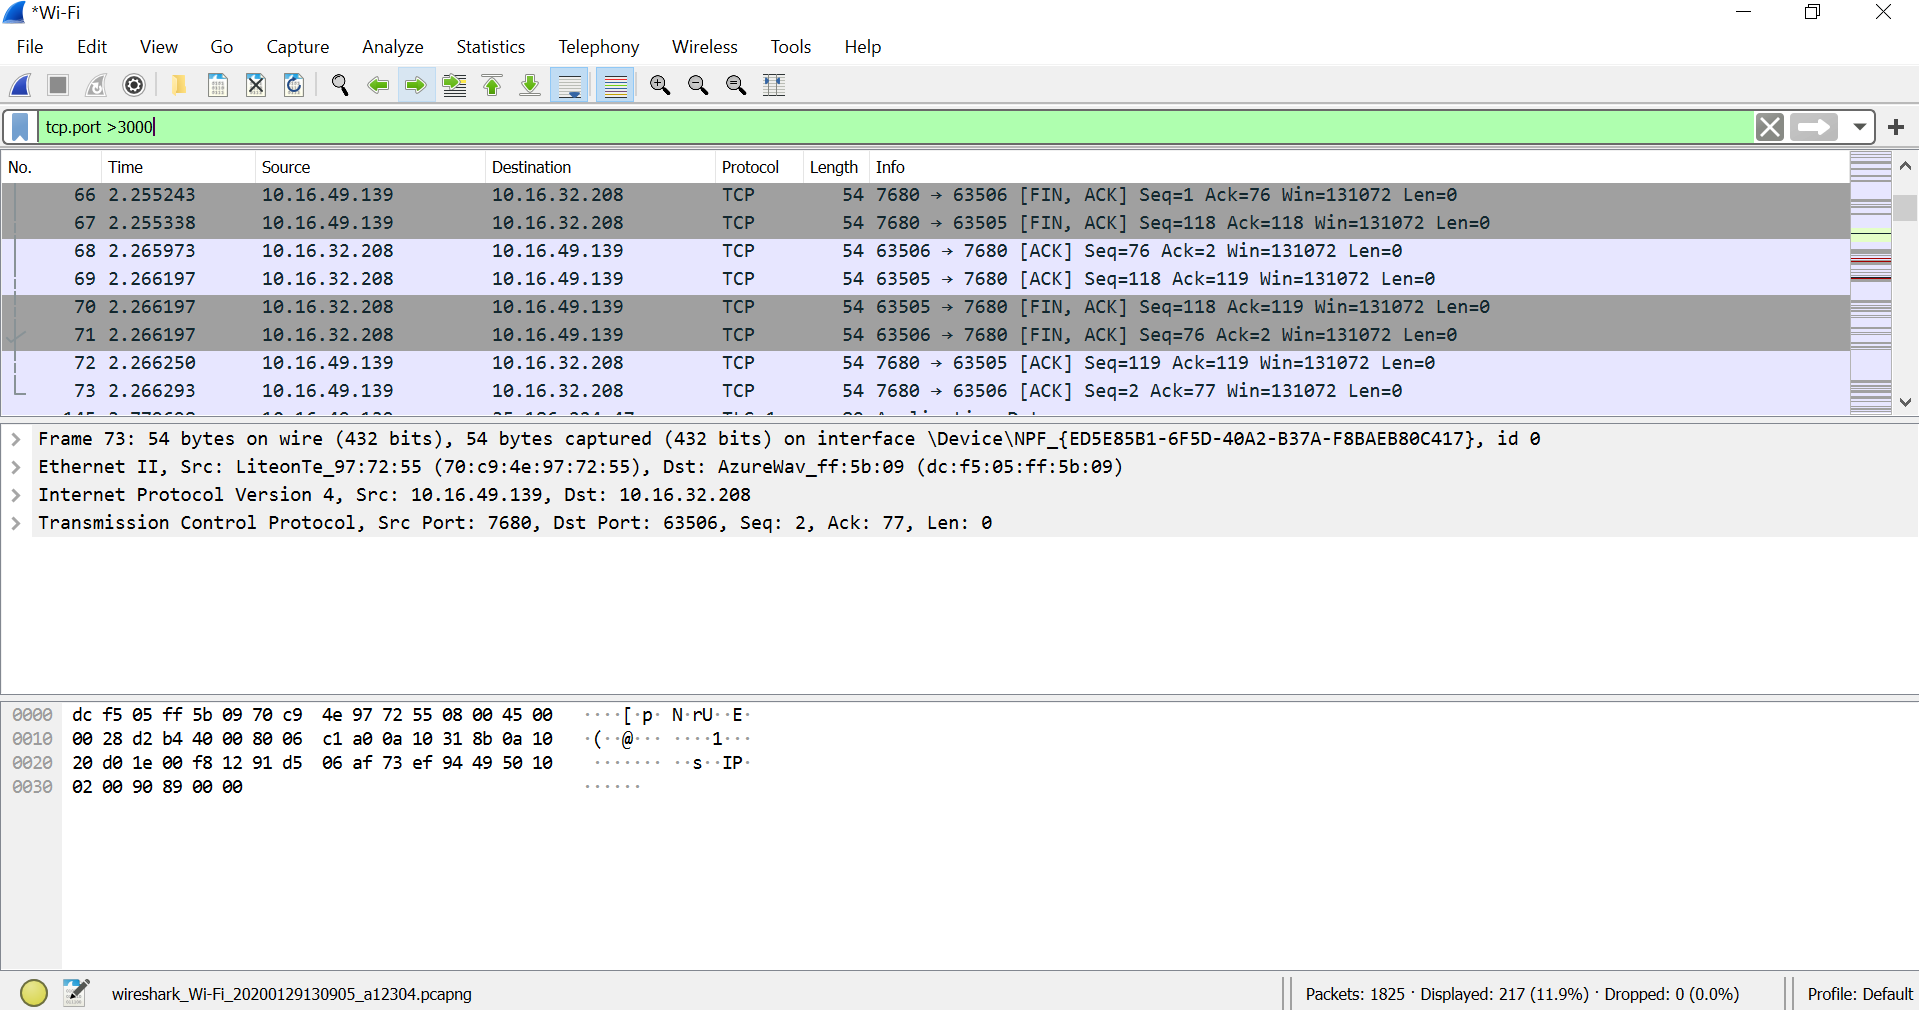 *Wi-Fi
File Edit View Go Capture Analyze Statistics Telephony Wireless Tools Help
tcp.port >3000
No. Time Source Destination Protocol Length Info
66 2.255243 10.16.49.139 10.16.32.208 TCP 54 7680 → 63506 [FIN, ACK] Seq=1 Ack=76 Win=131072 Len=0
67 2.255338 10.16.49.139 10.16.32.208 TCP 54 7680 → 63505 [FIN, ACK] Seq=118 Ack=118 Win=131072 Len=0
68 2.265973 10.16.32.208 10.16.49.139 TCP 54 63506 → 7680 [ACK] Seq=76 Ack=2 Win=131072 Len=0
69 2.266197 10.16.32.208 10.16.49.139 TCP 54 63505 → 7680 [ACK] Seq=118 Ack=119 Win=131072 Len=0
70 2.266197 10.16.32.208 10.16.49.139 TCP 54 63505 → 7680 [FIN, ACK] Seq=118 Ack=119 Win=131072 Len=0
71 2.266197 10.16.32.208 10.16.49.139 TCP 54 63506 → 7680 [FIN, ACK] Seq=76 Ack=2 Win=131072 Len=0
72 2.266250 10.16.49.139 10.16.32.208 TCP 54 7680 → 63505 [ACK] Seq=119 Ack=119 Win=131072 Len=0
73 2.266293 10.16.49.139 10.16.32.208 TCP 54 7680 → 63506 [ACK] Seq=2 Ack=77 Win=131072 Len=0
Frame 73: 54 bytes on wire (432 bits), 54 bytes captured (432 bits) on interface \Device\NPF_{ED5E85B1-6F5D-40A2-B37A-F8BAEB80C417}, id 0
Ethernet II, Src: LiteonTe_97:72:55 (70:c9:4e:97:72:55), Dst: AzureWav_ff:5b:09 (dc:f5:05:ff:5b:09)
Internet Protocol Version 4, Src: 10.16.49.139, Dst: 10.16.32.208
Transmission Control Protocol, Src Port: 7680, Dst Port: 63506, Seq: 2, Ack: 77, Len: 0
0000 dc f5 05 ff 5b 09 70 c9 4e 97 72 55 08 00 45 00 ····[·p· N·rU··E·
0010 00 28 d2 b4 40 00 80 06 c1 a0 0a 10 31 8b 0a 10 ·(··@··· ····1···
0020 20 d0 1e 00 f8 12 91 d5 06 af 73 ef 94 49 50 10 ······· ··s··IP·
0030 02 00 90 89 00 00 ······
wireshark_Wi-Fi_20200129130905_a12304.pcapng Packets: 1825 · Displayed: 217 (11.9%) · Dropped: 0 (0.0%) Profile: Default